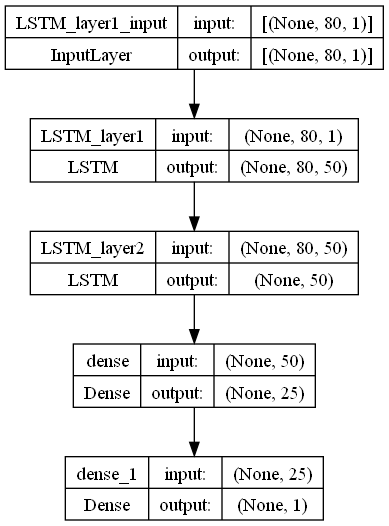 LSTM_layer1_input input: [(None, 80, 1)]
InputLayer output: [(None, 80, 1)]
LSTM_layer1 input: (None, 80, 1)
LSTM output: (None, 80, 50)
LSTM_layer2 input: (None, 80, 50)
LSTM output: (None, 50)
dense input: (None, 50)
Dense output: (None, 25)
dense_1 input: (None, 25)
Dense output: (None, 1)